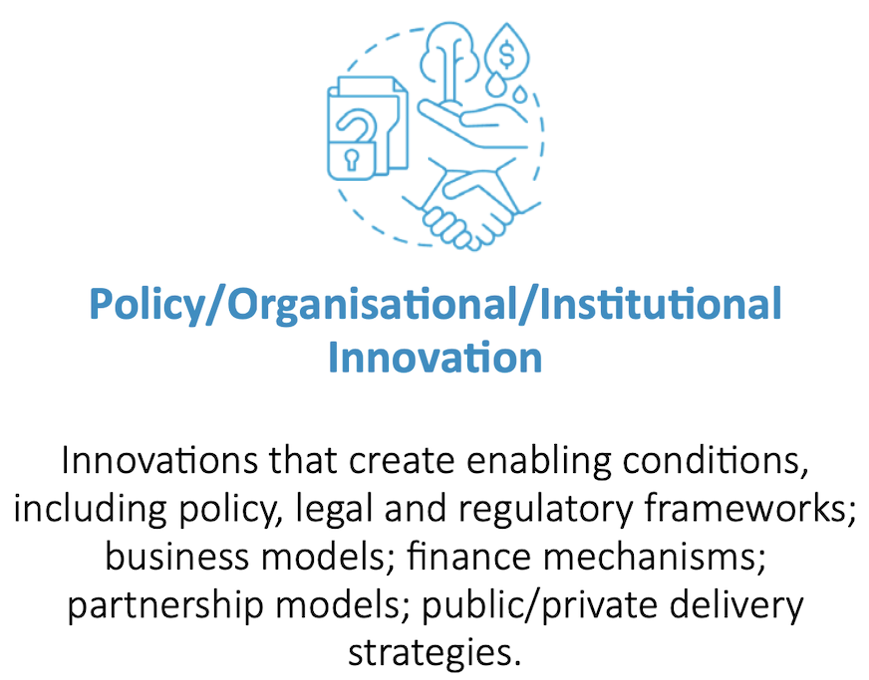 $
Policy/Organisational/Institutional
Innovation
Innovations that create enabling conditions,
including policy, legal and regulatory frameworks;
business models; finance mechanisms;
partnership models; public/private delivery
strategies.